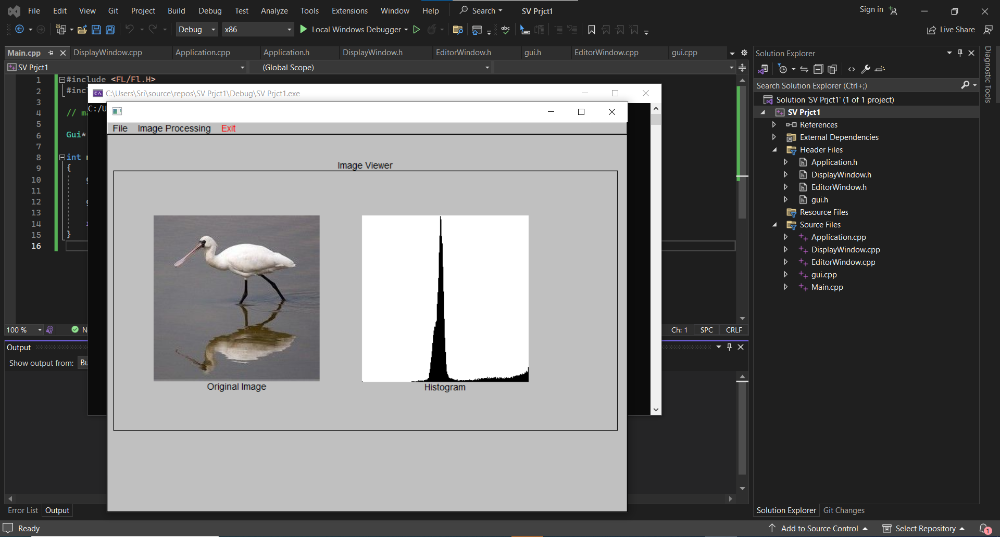 File Edit View Git Project Build Debug Test Analyze Tools Extensions Window Help Search SV Prjct1 Sign in
Debug x86 Local Windows Debugger abc Live Share
Main.cpp DisplayWindow.cpp Application.cpp Application.h DisplayWindow.h EditorWindow.h gui.h EditorWindow.cpp gui.cpp
SV Prjct1 (Global Scope)
1 #include <FL/Fl.H>
2
3
4
5
6 Gui*
7
8 int
9 {
10
11
12
13
14
15 }
16
C:\Users\Sri\source\repos\SV Prjct1\Debug\SV Prjct1.exe
File Image Processing Exit
Image Viewer
Original Image
Histogram
100 %
Ch: 1 SPC CRLF
Output
Show output from:
Error List Output
Solution Explorer
Search Solution Explorer (Ctrl+;)
Solution 'SV Prjct1' (1 of 1 project)
SV Prjct1
References
External Dependencies
Header Files
Application.h
DisplayWindow.h
EditorWindow.h
gui.h
Resource Files
Source Files
Application.cpp
DisplayWindow.cpp
EditorWindow.cpp
gui.cpp
Main.cpp
Solution Explorer Git Changes
Diagnostic Tools
Ready Add to Source Control Select Repository 1